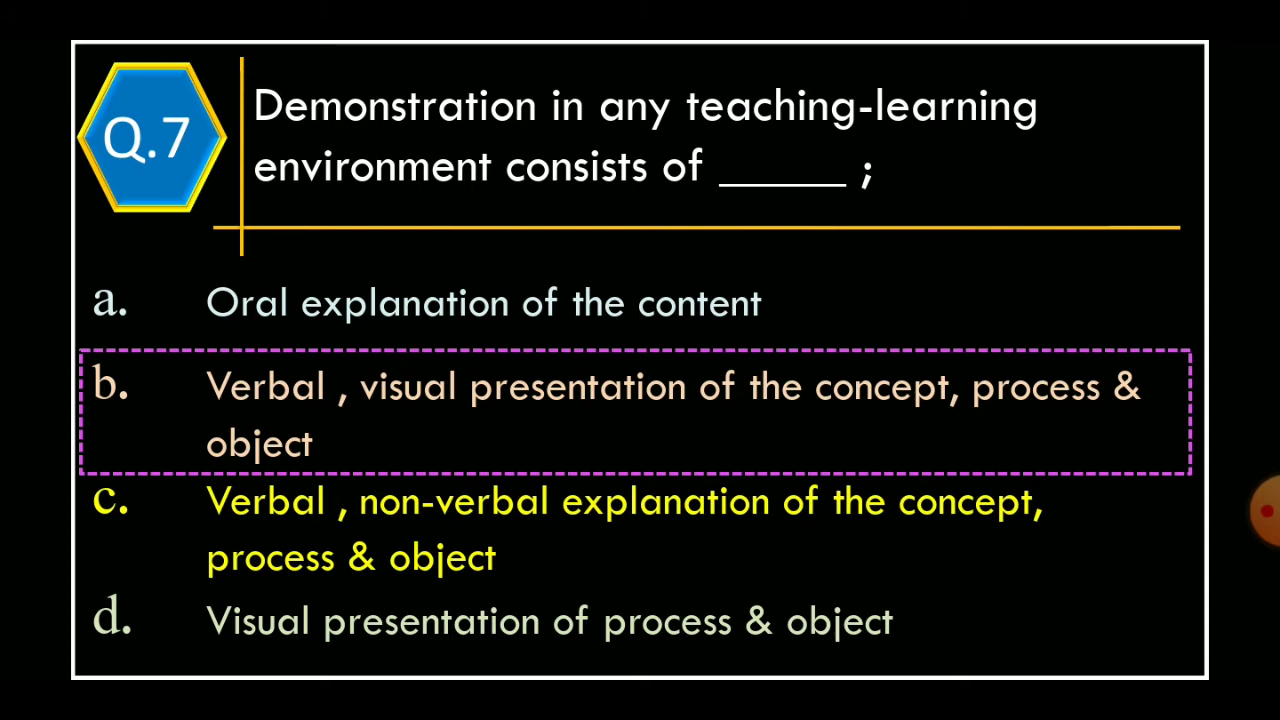 Q.7
Demonstration in any teaching-learning
environment consists of ______ ;
a. Oral explanation of the content
b. Verbal , visual presentation of the concept, process &
object
c. Verbal , non-verbal explanation of the concept,
process & object
d. Visual presentation of process & object